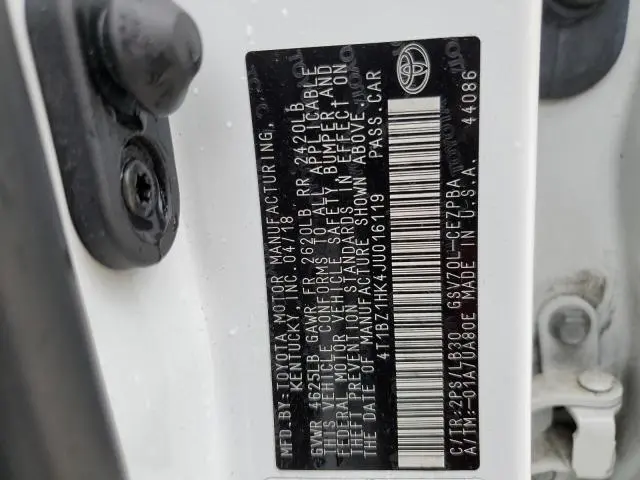 MFD.BY:TOYOTA MOTOR MANUFACTURING,
KENTUCKY, INC. 04/18
GVWR 4625LB GAWR FR 2620LB RR 2420LB
THIS VEHICLE CONFORMS TO ALL APPLICABLE
FEDERAL MOTOR VEHICLE SAFETY, BUMPER, AND
THEFT PREVENTION STANDARDS IN EFFECT ON
THE DATE OF MANUFACTURE SHOWN ABOVE.
4T1BZ1HK4JU016119 PASS. CAR
C/TR:2PS/LB30 GSV70L-CEZPBA
A/TM:-01A/UA80E MADE IN U.S.A. 44086